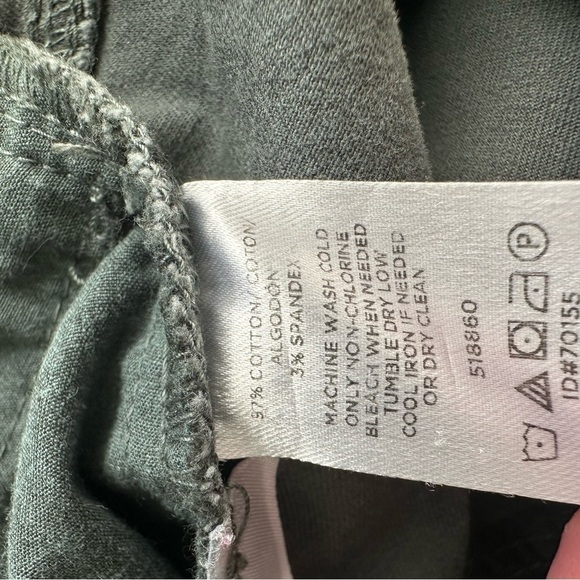 97% COTTON/COTON/
ALGODON
3% SPANDEX
MACHINE WASH COLD
ONLY NON-CHLORINE
BLEACH WHEN NEEDED
TUMBLE DRY LOW
COOL IRON IF NEEDED
OR DRY CLEAN
518860
P
ID#70155